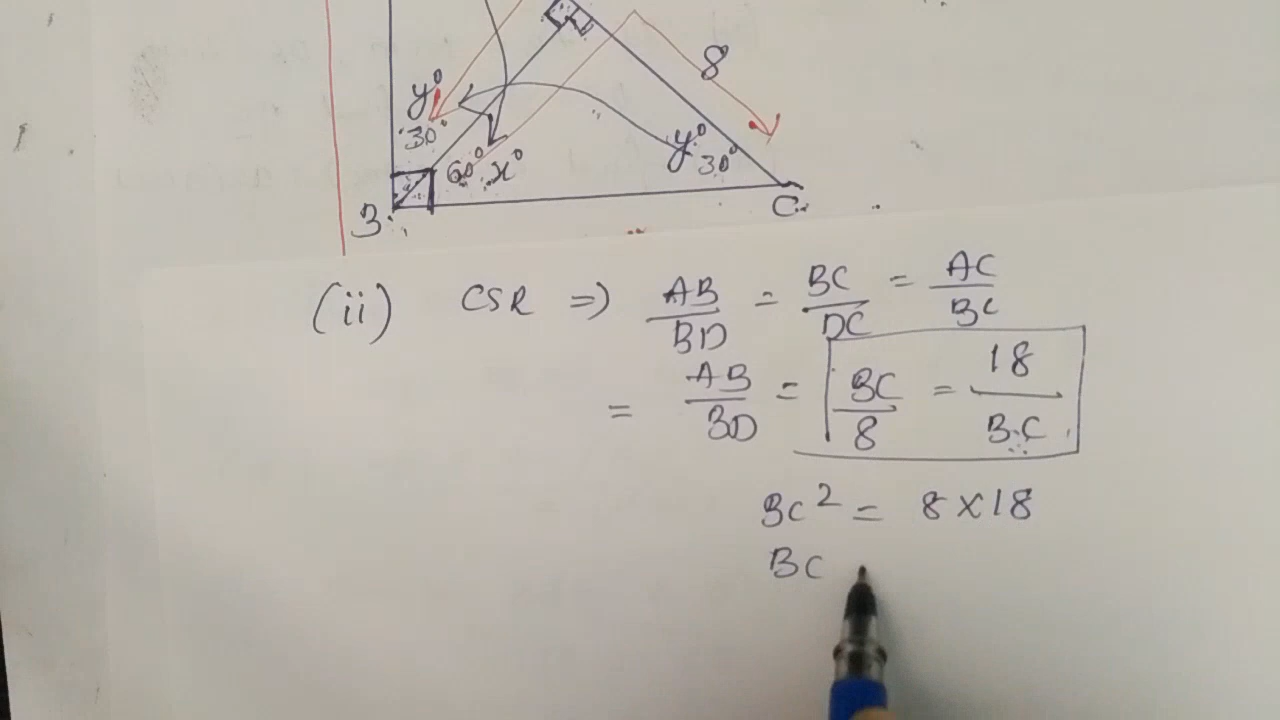 8
y°
30°
60° x°
y° 30°
B
C
(ii) CSR => AB/BD = BC/DC = AC/BC
= AB/BD = BC/8 = 18/BC
BC² = 8×18
BC